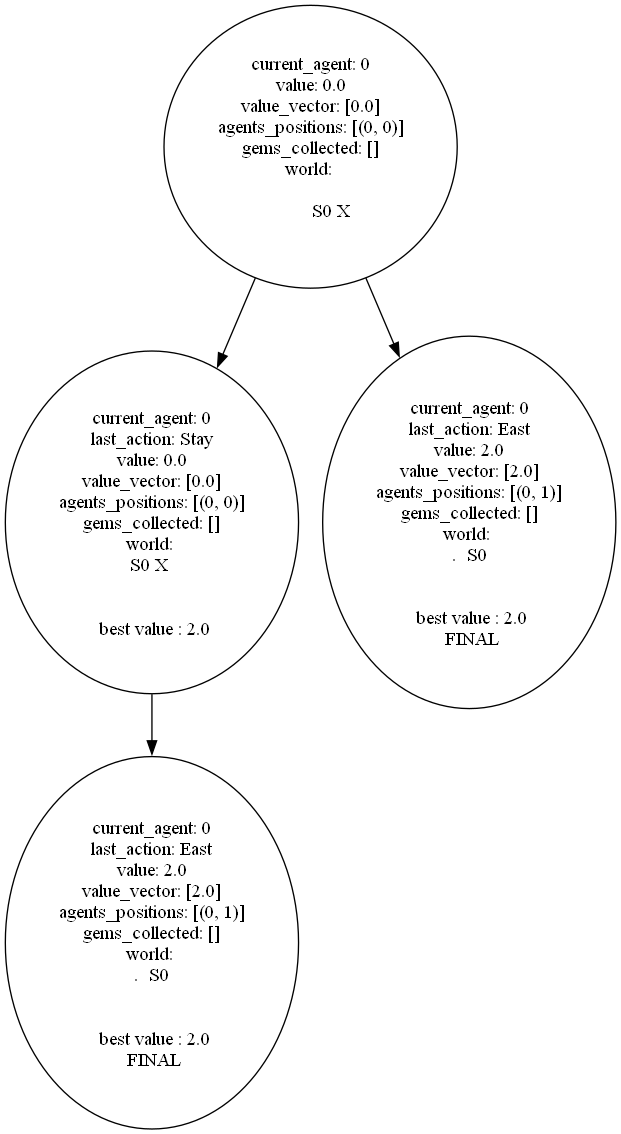 current_agent: 0
value: 0.0
value_vector: [0.0]
agents_positions: [(0, 0)]
gems_collected: []
world:
S0 X
current_agent: 0
last_action: Stay
value: 0.0
value_vector: [0.0]
agents_positions: [(0, 0)]
gems_collected: []
world:
S0 X
best value : 2.0
current_agent: 0
last_action: East
value: 2.0
value_vector: [2.0]
agents_positions: [(0, 1)]
gems_collected: []
world:
. S0
best value : 2.0
FINAL
current_agent: 0
last_action: East
value: 2.0
value_vector: [2.0]
agents_positions: [(0, 1)]
gems_collected: []
world:
. S0
best value : 2.0
FINAL